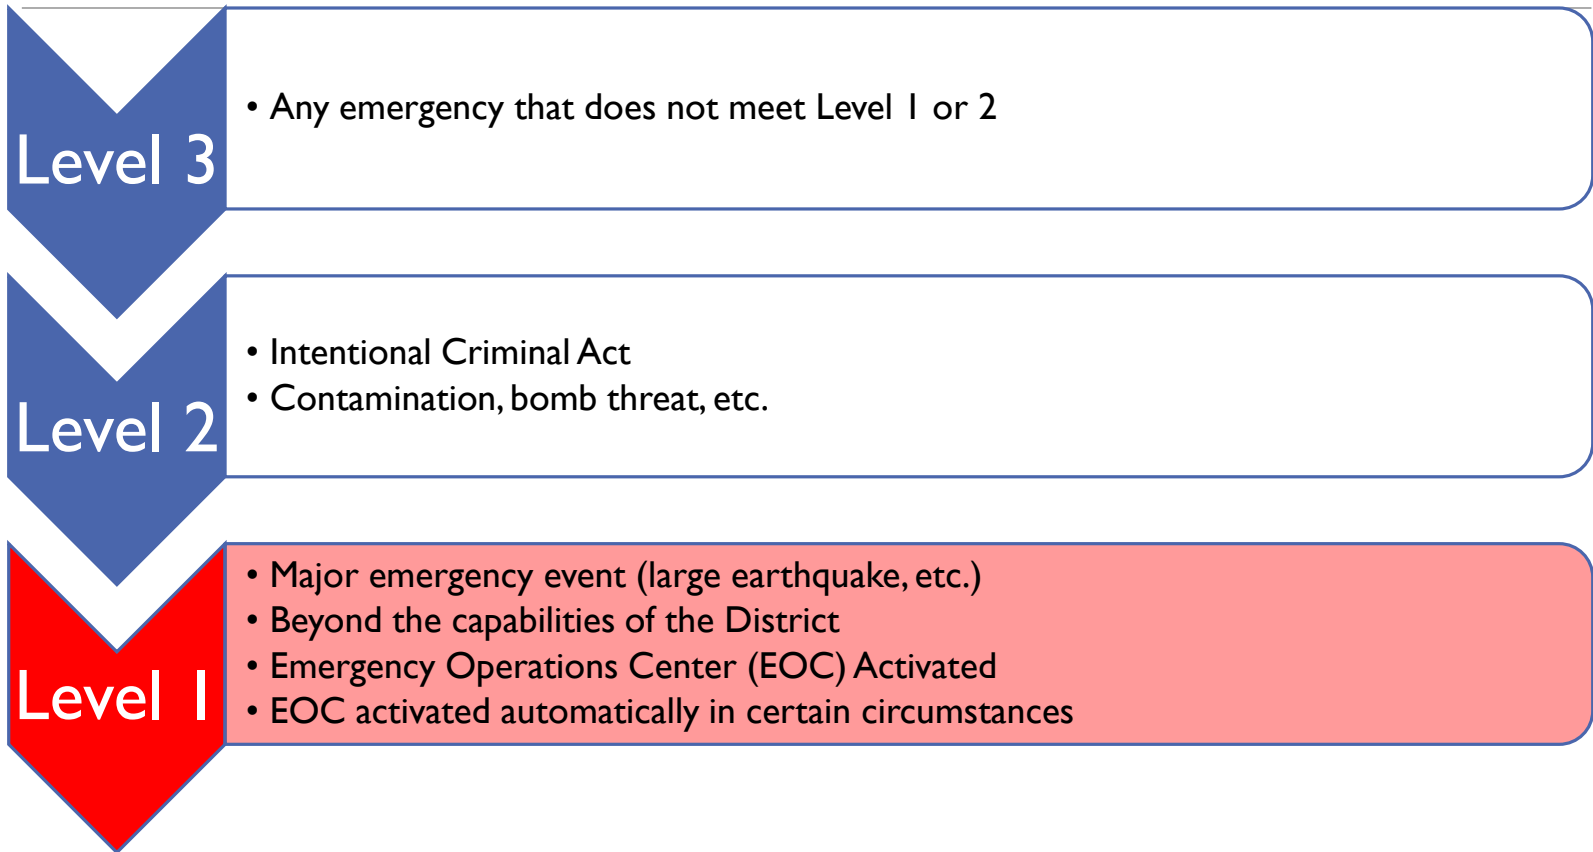 Level 3
• Any emergency that does not meet Level 1 or 2
Level 2
• Intentional Criminal Act
• Contamination, bomb threat, etc.
Level 1
• Major emergency event (large earthquake, etc.)
• Beyond the capabilities of the District
• Emergency Operations Center (EOC) Activated
• EOC activated automatically in certain circumstances